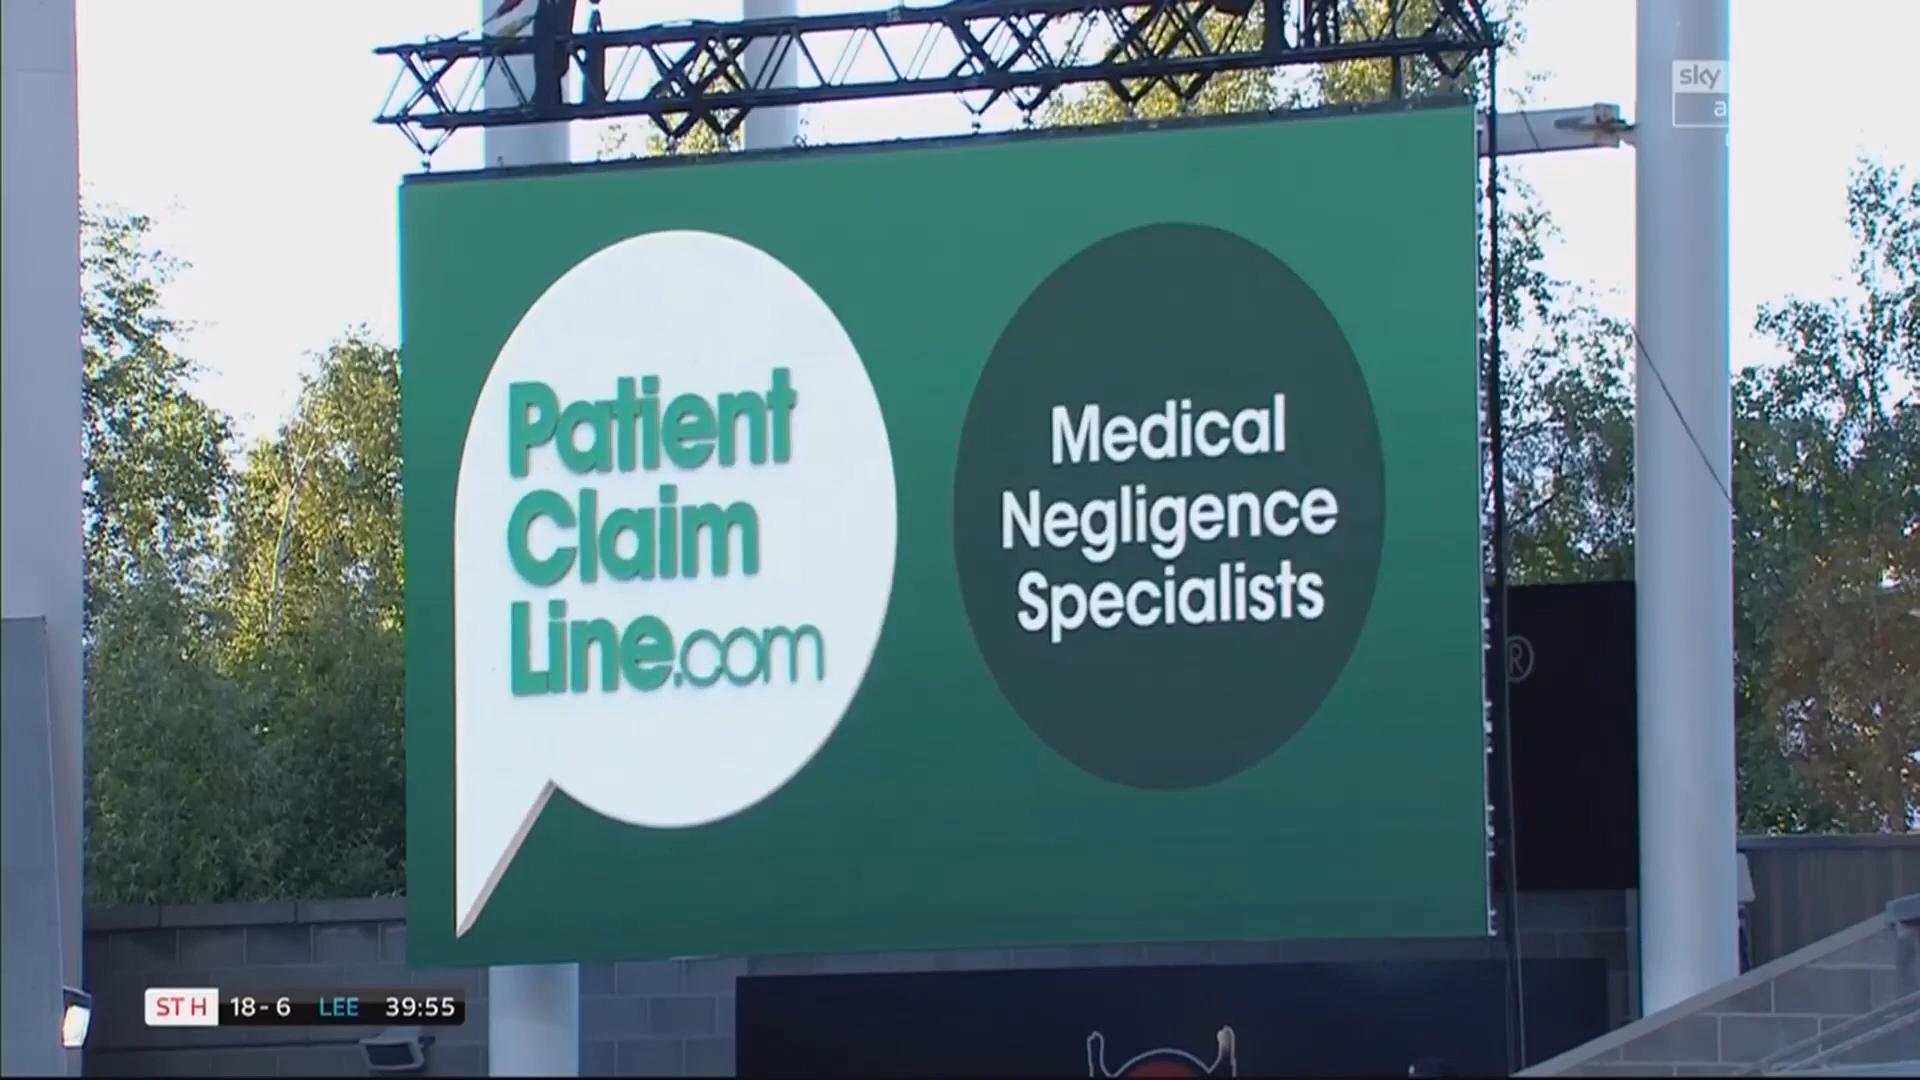 sky
a
Patient
Claim
Line.com
Medical
Negligence
Specialists
®
ST H 18-6 LEE 39:55